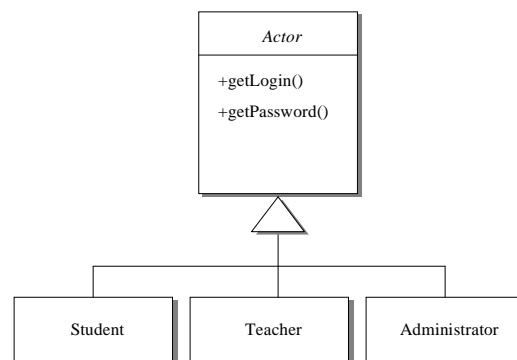 Actor
+getLogin()
+getPassword()
Student
Teacher
Administrator